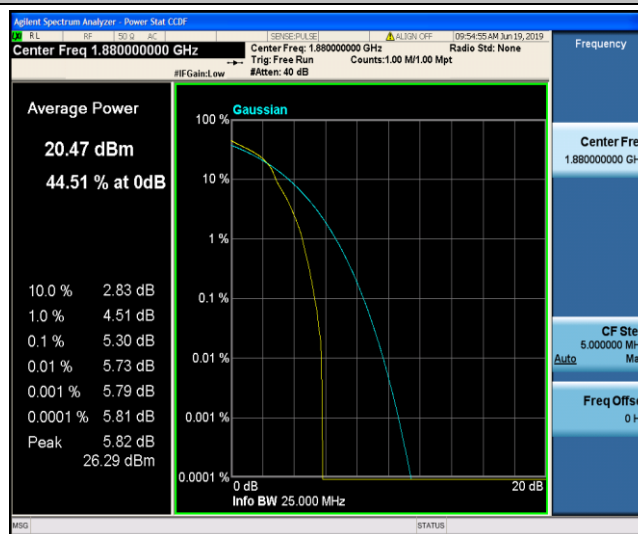 Agilent Spectrum Analyzer - Power Stat CCDF
RL RF 50 Ω AC SENSE:PULSE ALIGN OFF 09:54:55 AM Jun 19, 2019
Center Freq 1.880000000 GHz
Center Freq: 1.880000000 GHz Radio Std: None
Trig: Free Run Counts:1.00 M/1.00 Mpt
#IFGain:Low #Atten: 40 dB
Frequency
Average Power
20.47 dBm
44.51 % at 0dB
10.0 % 2.83 dB
1.0 % 4.51 dB
0.1 % 5.30 dB
0.01 % 5.73 dB
0.001 % 5.79 dB
0.0001 % 5.81 dB
Peak 5.82 dB
26.29 dBm
Gaussian
100 %
10 %
1 %
0.1 %
0.01 %
0.001 %
0.0001 %
0 dB 20 dB
Info BW 25.000 MHz
Center Fre
1.880000000 GH
CF Ste
5.000000 MH
Auto Ma
Freq Offse
0 H
MSG STATUS